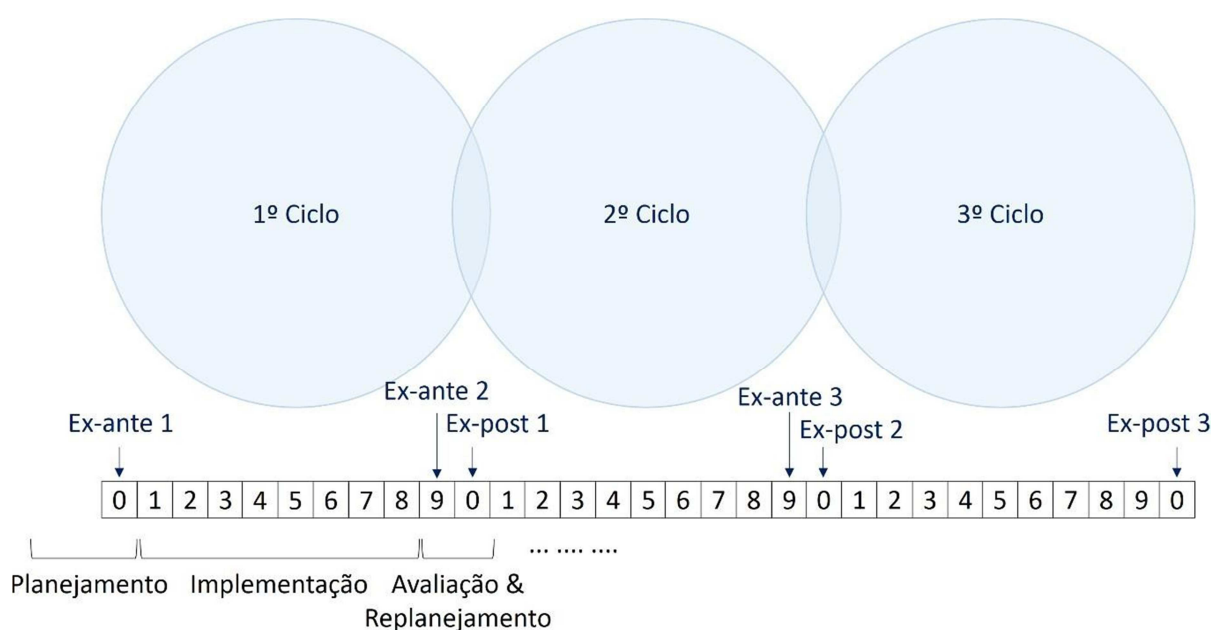 1º Ciclo
2º Ciclo
3º Ciclo
Ex-ante 2
Ex-ante 3
Ex-ante 1
Ex-post 1
Ex-post 2
Ex-post 3
0 1 2 3 4 5 6 7 8 9 0 1 2 3 4 5 6 7 8 9 0 1 2 3 4 5 6 7 8 9 0
... .... ....
Planejamento
Implementação
Avaliação &
Replanejamento